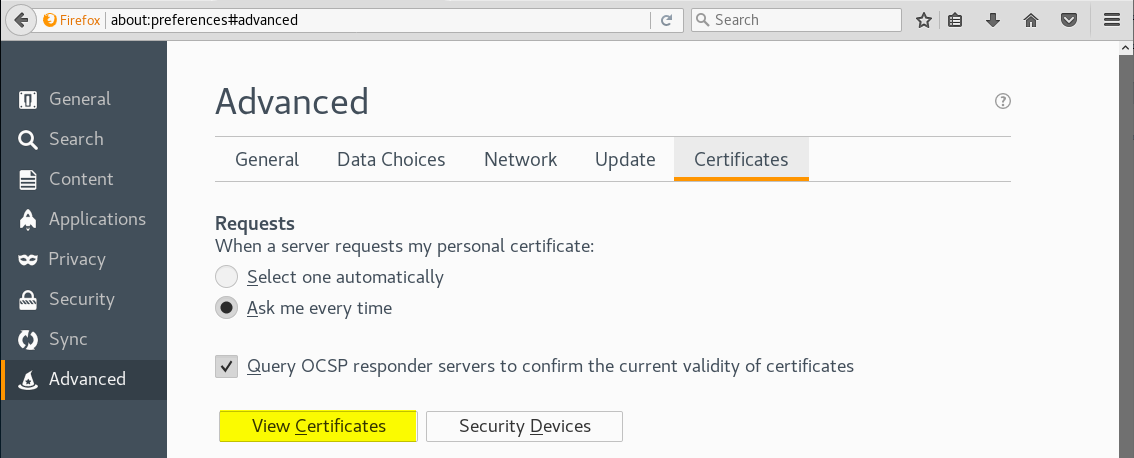 Firefox about:preferences#advanced Search
General
Search
Content
Applications
Privacy
Security
Sync
Advanced
Advanced ?
General Data Choices Network Update Certificates
Requests
When a server requests my personal certificate:
Select one automatically
Ask me every time
Query OCSP responder servers to confirm the current validity of certificates
View Certificates Security Devices